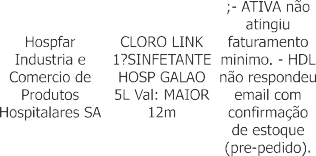 Hospfar
Industria e
Comercio de
Produtos
Hospitalares SA
CLORO LINK
1?SINFETANTE
HOSP GALAO
5L Val: MAIOR
12m
;- ATIVA não
atingiu
faturamento
minimo. - HDL
não respondeu
email com
confirmação
de estoque
(pre-pedido).